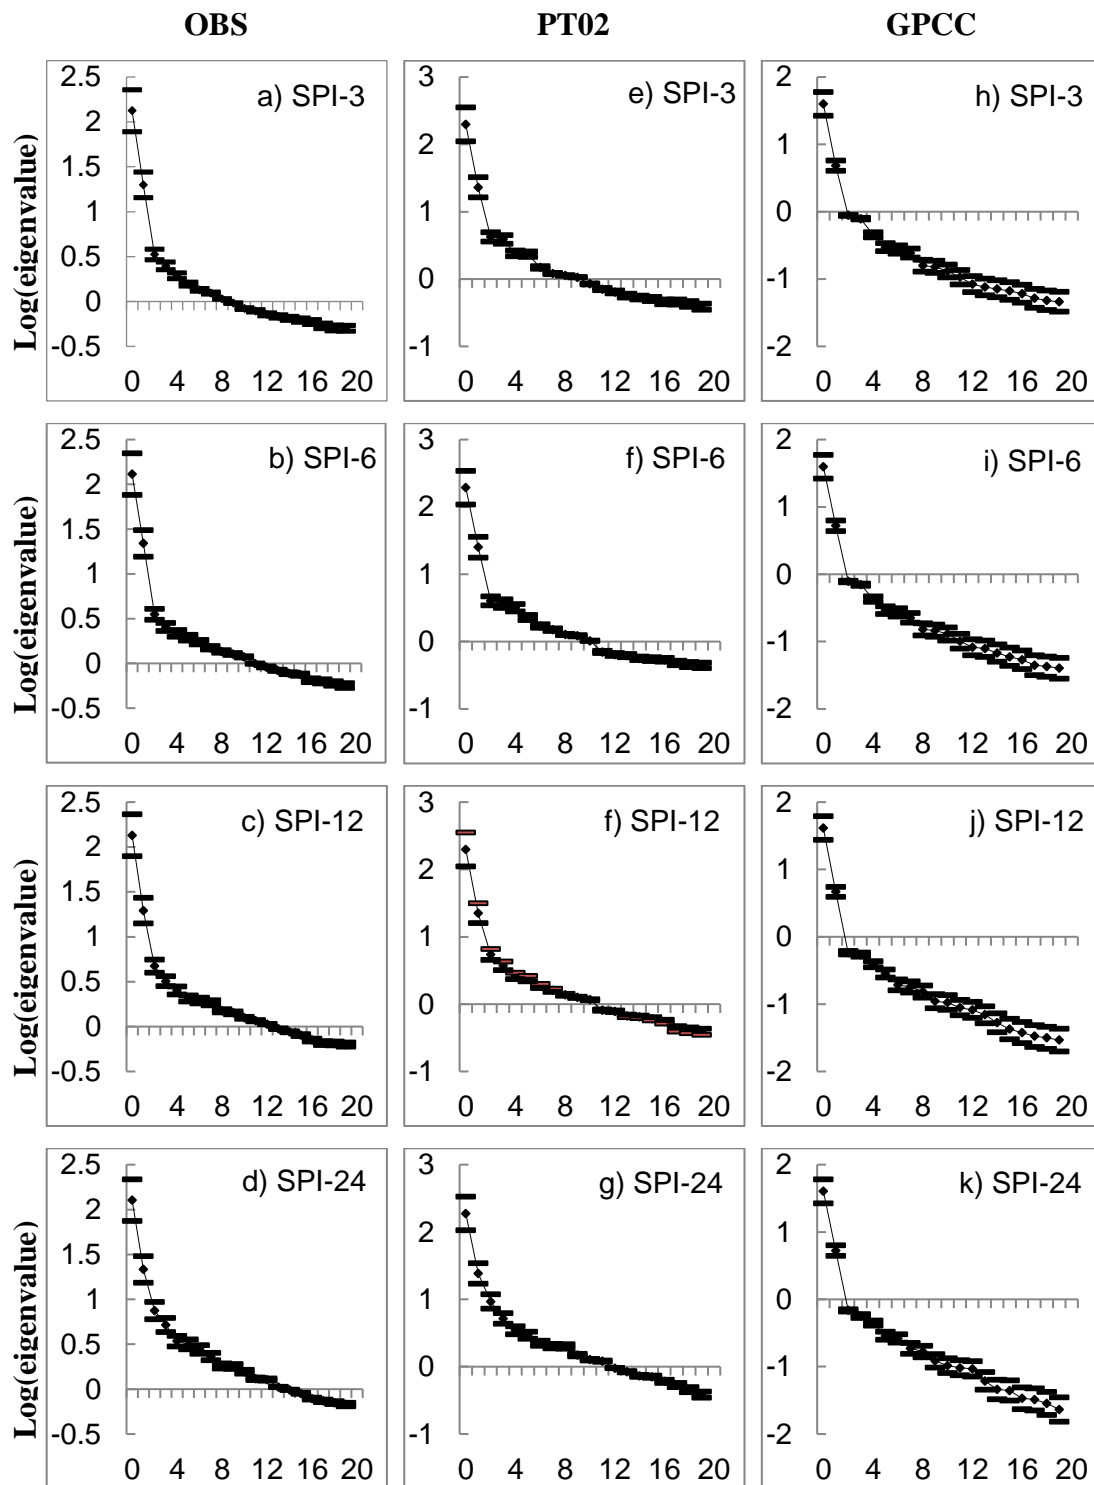 OBS PT02 GPCC
Log(eigenvalue)
a) SPI-3
2.5
2
1.5
1
0.5
0
-0.5
0 4 8 12 16 20
e) SPI-3
3
2
1
0
-1
0 4 8 12 16 20
h) SPI-3
2
1
0
-1
-2
0 4 8 12 16 20
Log(eigenvalue)
b) SPI-6
2.5
2
1.5
1
0.5
0
-0.5
0 4 8 12 16 20
f) SPI-6
3
2
1
0
-1
0 4 8 12 16 20
i) SPI-6
2
1
0
-1
-2
0 4 8 12 16 20
Log(eigenvalue)
c) SPI-12
2.5
2
1.5
1
0.5
0
-0.5
0 4 8 12 16 20
f) SPI-12
3
2
1
0
-1
0 4 8 12 16 20
j) SPI-12
2
1
0
-1
-2
0 4 8 12 16 20
Log(eigenvalue)
d) SPI-24
2.5
2
1.5
1
0.5
0
-0.5
0 4 8 12 16 20
g) SPI-24
3
2
1
0
-1
0 4 8 12 16 20
k) SPI-24
2
1
0
-1
-2
0 4 8 12 16 20